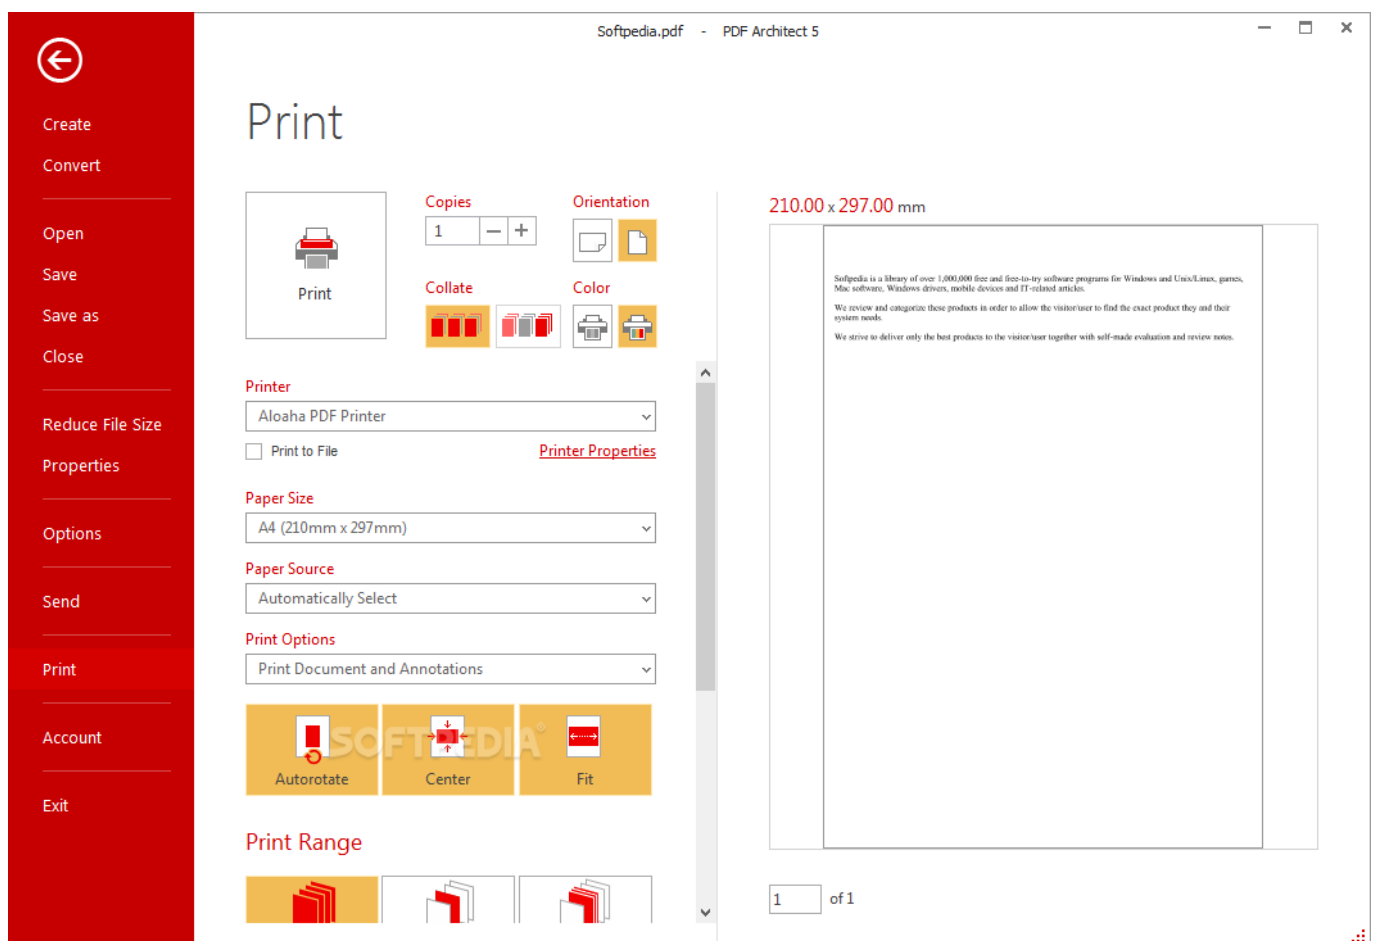 Softpedia.pdf - PDF Architect 5
Create
Convert
Open
Save
Save as
Close
Reduce File Size
Properties
Options
Send
Print
Account
Exit
Print
Print
Copies
1
Orientation
Collate
Color
Printer
Aloaha PDF Printer
Print to File
Printer Properties
Paper Size
A4 (210mm x 297mm)
Paper Source
Automatically Select
Print Options
Print Document and Annotations
SOFTPEDIA®
Autorotate
Center
Fit
Print Range
210.00 x 297.00 mm
Softpedia is a library of over 1,000,000 free and free-to-try software programs for Windows and Unix/Linux, games,
Mac software, Windows drivers, mobile devices and IT-related articles.
We review and categorize these products in order to allow the visitor/user to find the exact product they and their
system needs.
We strive to deliver only the best products to the visitor/user together with self-made evaluation and review notes.
1 of 1